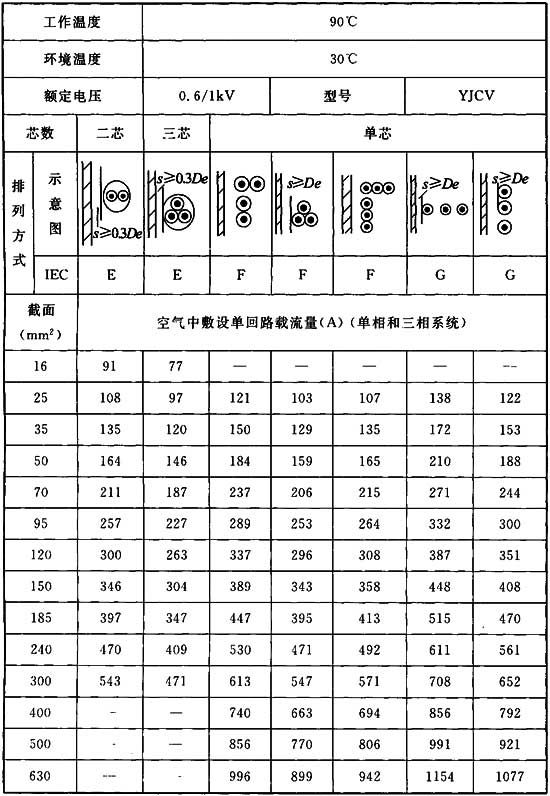 工作温度 90℃
环境温度 30℃
额定电压 0.6/1kV 型号 YJCV
芯数 二芯 三芯 单芯
排列方式 示意图 s≥0.3De s≥0.3De s≥De s≥De s≥De
IEC E E F F F G G
截面(mm²) 空气中敷设单回路载流量(A)(单相和三相系统)
16 91 77 — — — — --
25 108 97 121 103 107 138 122
35 135 120 150 129 135 172 153
50 164 146 184 159 165 210 188
70 211 187 237 206 215 271 244
95 257 227 289 253 264 332 300
120 300 263 337 296 308 387 351
150 346 304 389 343 358 448 408
185 397 347 447 395 413 515 470
240 470 409 530 471 492 611 561
300 543 471 613 547 571 708 652
400 - — 740 663 694 856 792
500 - — 856 770 806 991 921
630 — - 996 899 942 1154 1077